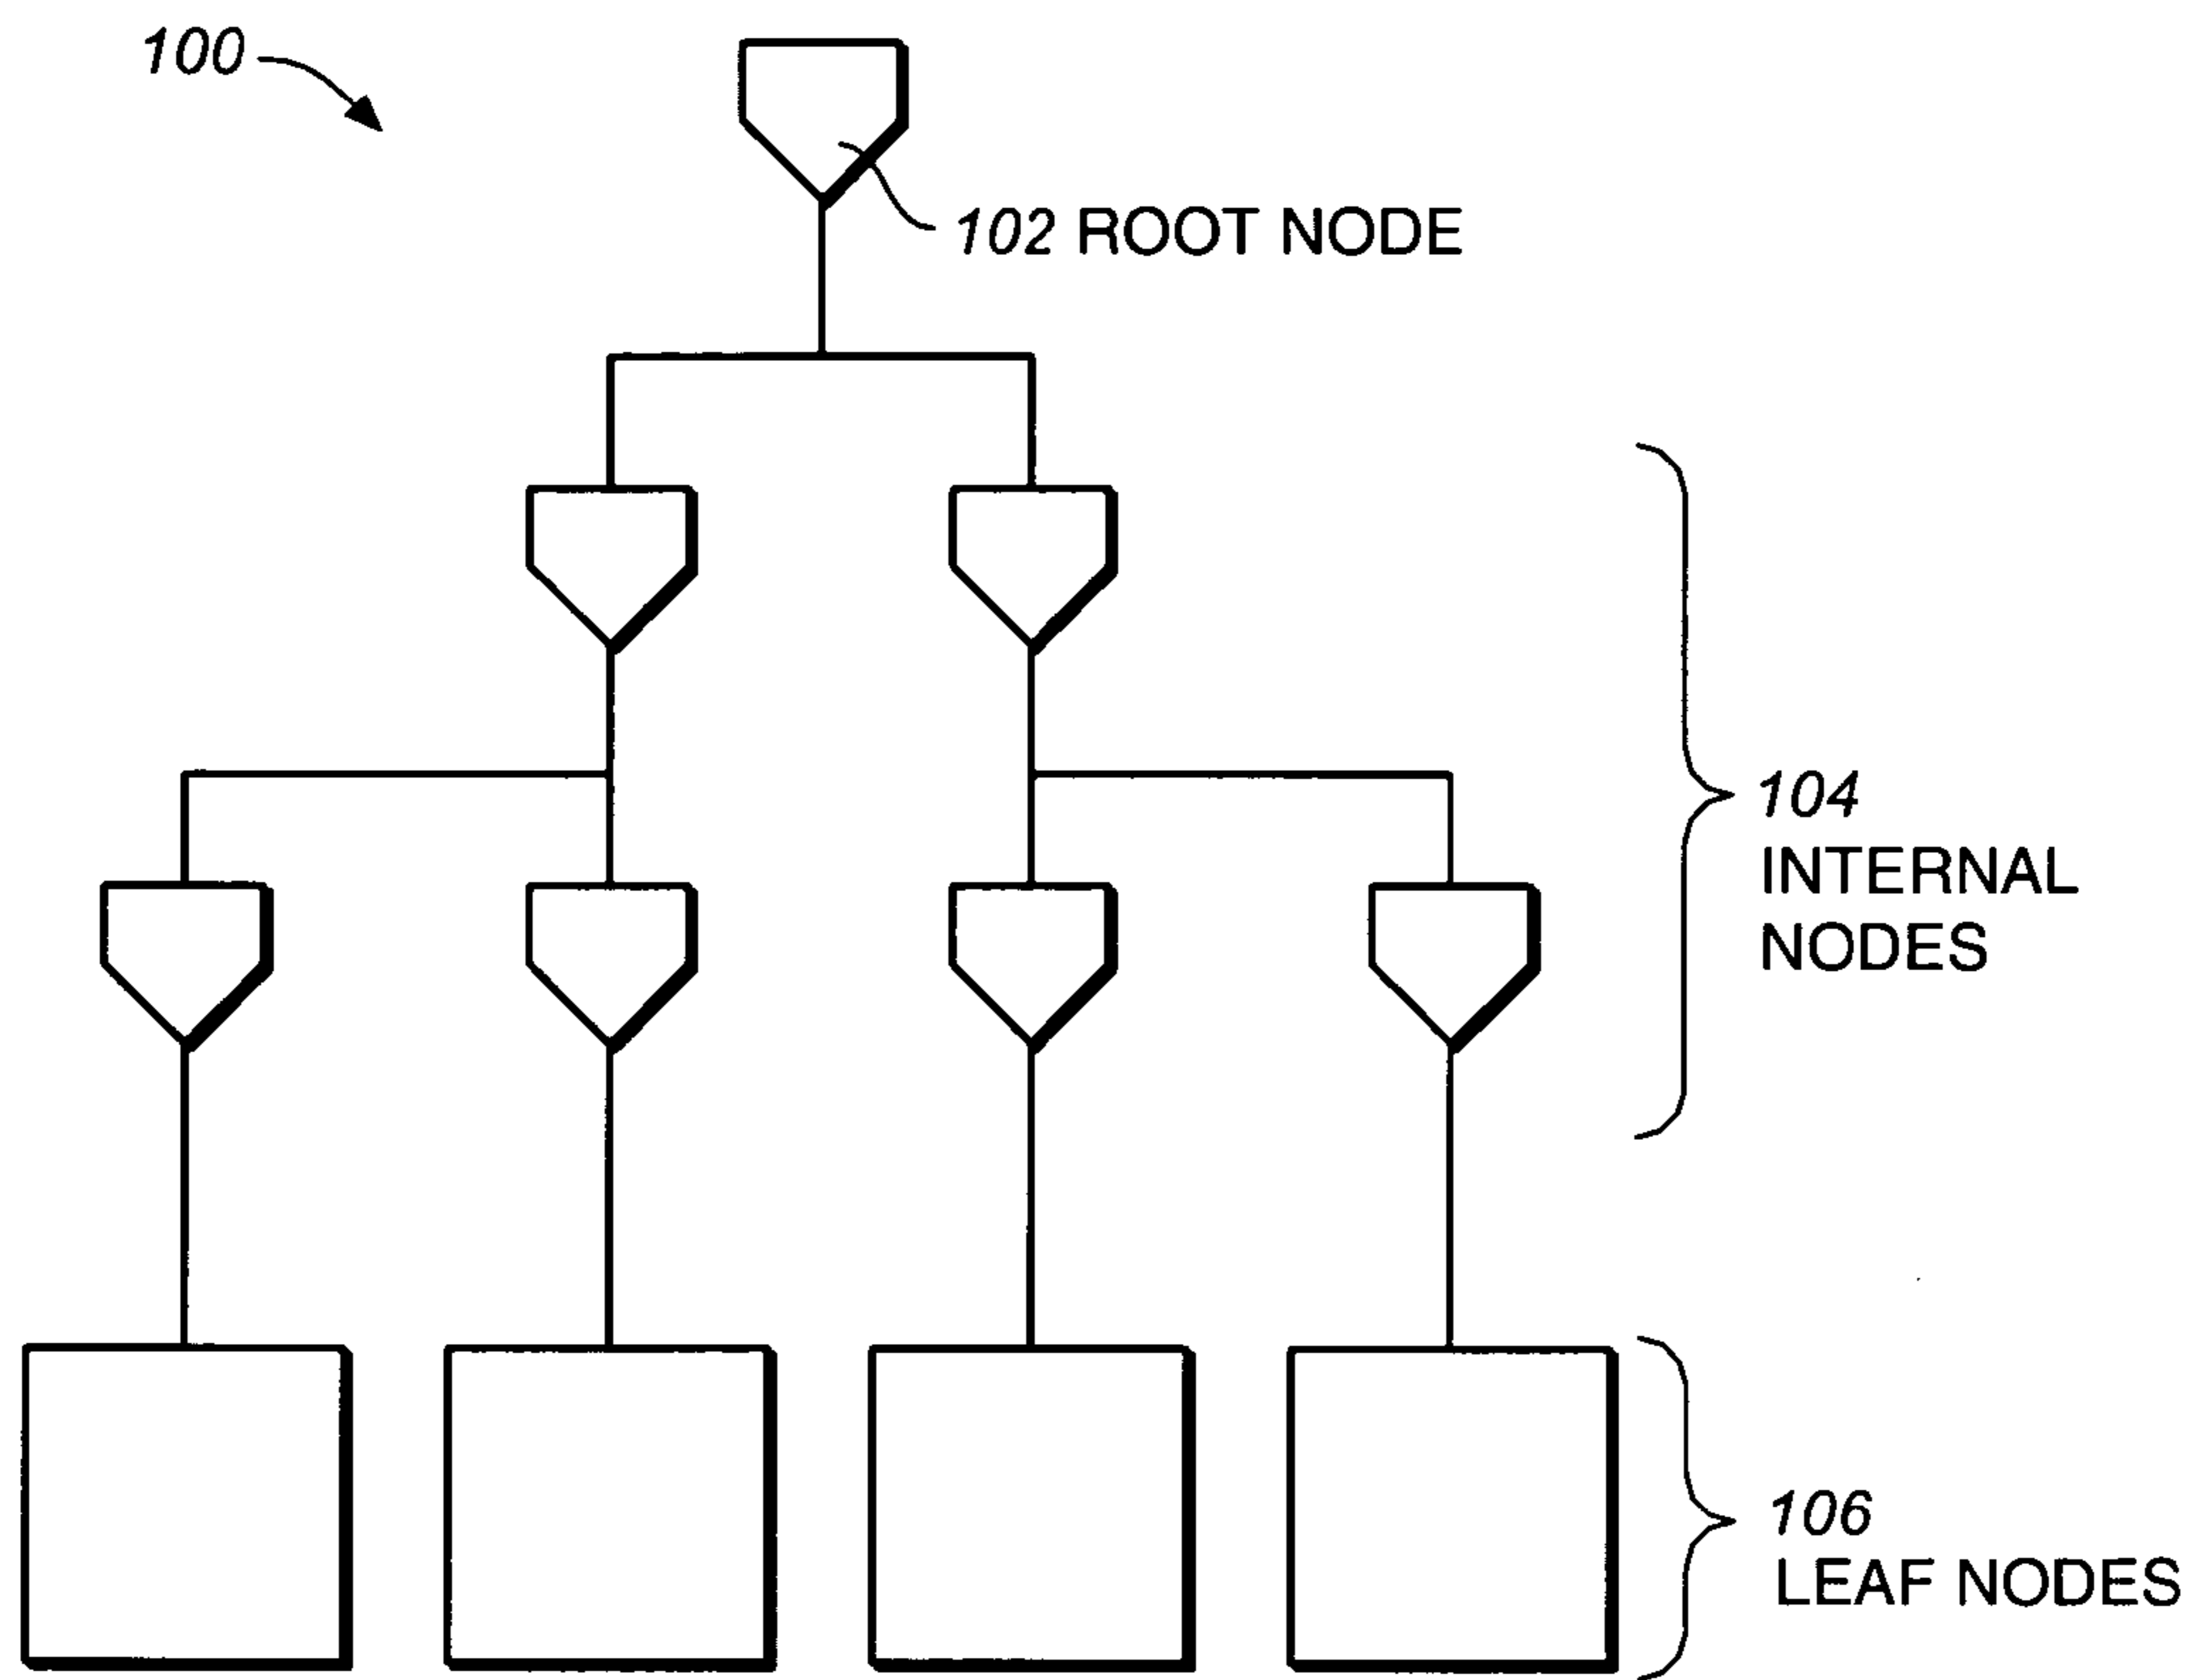 100
102 ROOT NODE
104
INTERNAL
NODES
106
LEAF NODES